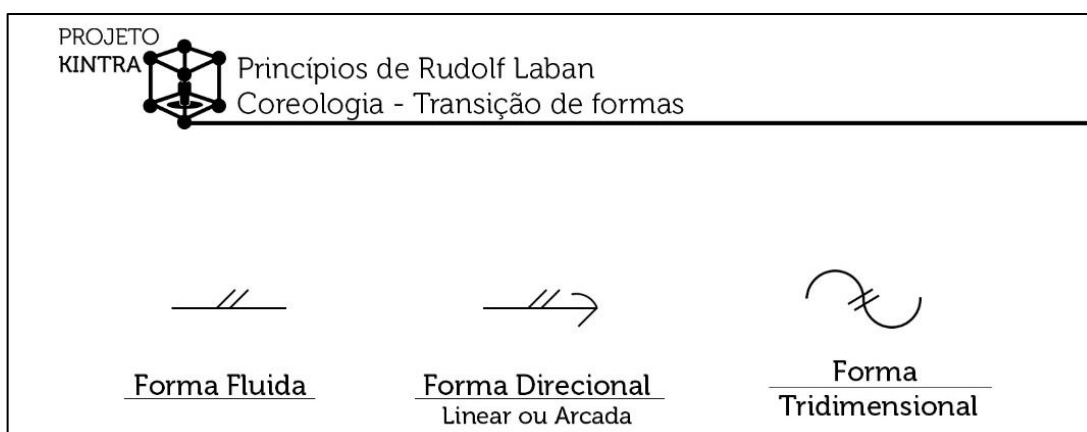 PROJETO
KINTRA
Princípios de Rudolf Laban
Coreologia - Transição de formas
Forma Fluida
Forma Direcional
Linear ou Arcada
Forma
Tridimensional